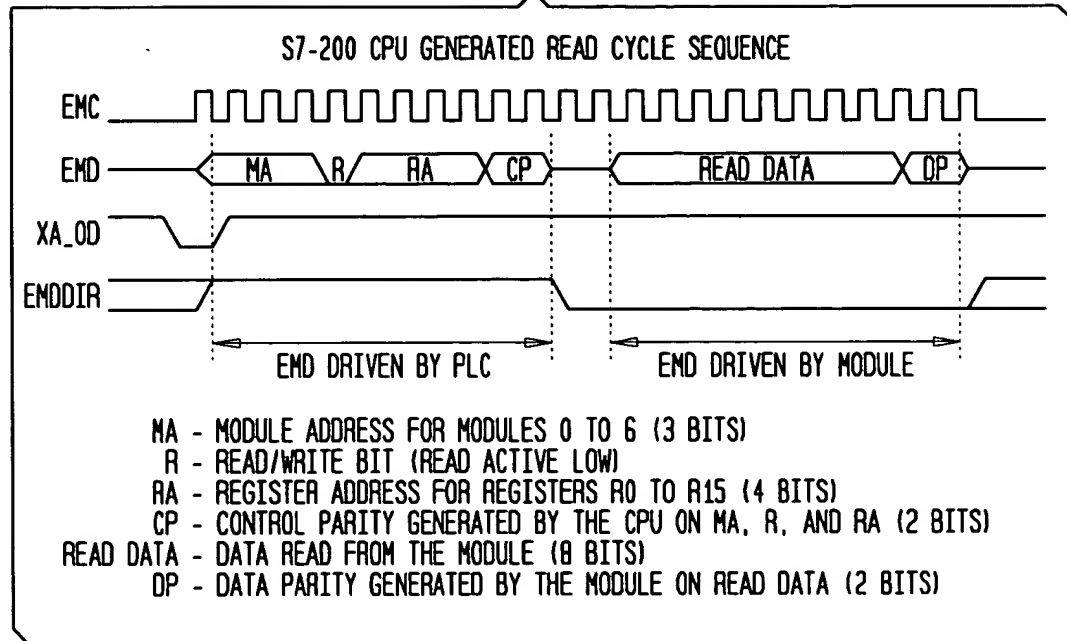 S7-200 CPU GENERATED READ CYCLE SEQUENCE
EMC
EMD MA R RA CP READ DATA DP
XA_OD
EMDDIR
EMD DRIVEN BY PLC EMD DRIVEN BY MODULE
MA - MODULE ADDRESS FOR MODULES 0 TO 6 (3 BITS)
R - READ/WRITE BIT (READ ACTIVE LOW)
RA - REGISTER ADDRESS FOR REGISTERS R0 TO R15 (4 BITS)
CP - CONTROL PARITY GENERATED BY THE CPU ON MA, R, AND RA (2 BITS)
READ DATA - DATA READ FROM THE MODULE (8 BITS)
DP - DATA PARITY GENERATED BY THE MODULE ON READ DATA (2 BITS)